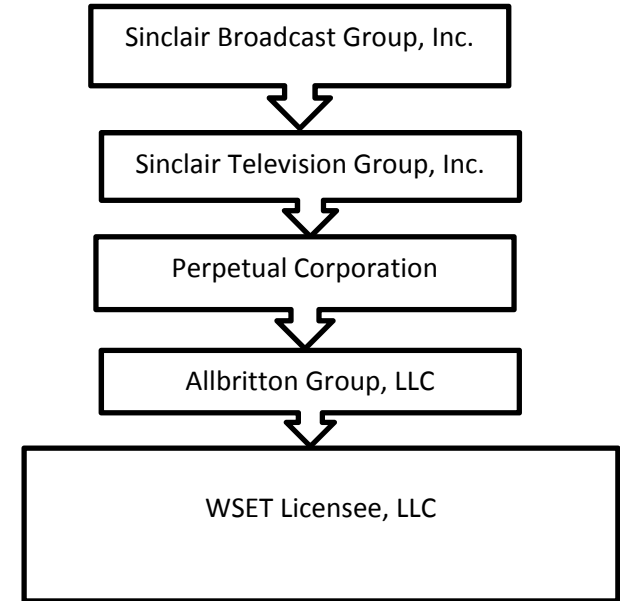 Sinclair Broadcast Group, Inc.
Sinclair Television Group, Inc.
Perpetual Corporation
Allbritton Group, LLC
WSET Licensee, LLC